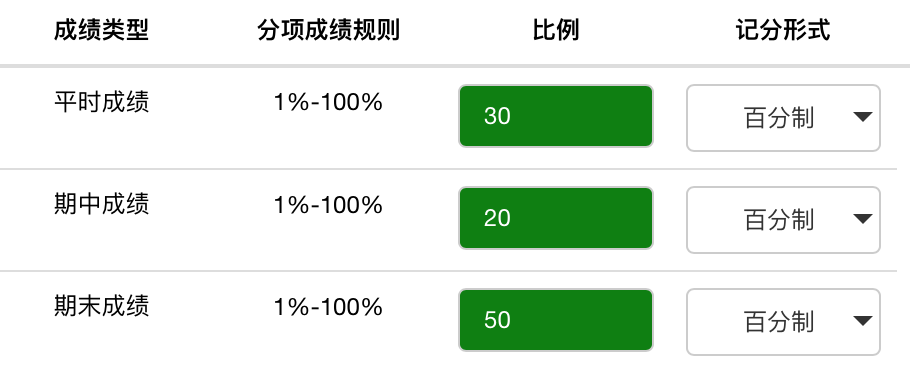 成绩类型 分项成绩规则 比例 记分形式
平时成绩 1%-100% 30 百分制
期中成绩 1%-100% 20 百分制
期末成绩 1%-100% 50 百分制